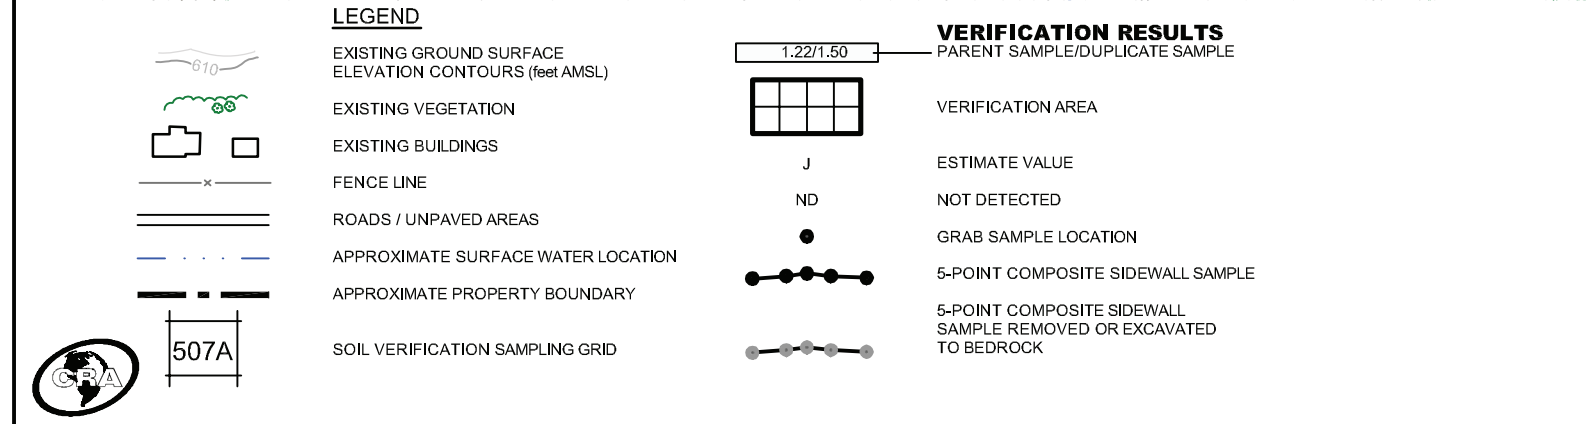 LEGEND
610
EXISTING GROUND SURFACE
ELEVATION CONTOURS (feet AMSL)
EXISTING VEGETATION
EXISTING BUILDINGS
FENCE LINE
ROADS / UNPAVED AREAS
APPROXIMATE SURFACE WATER LOCATION
APPROXIMATE PROPERTY BOUNDARY
507A
SOIL VERIFICATION SAMPLING GRID
CRA
VERIFICATION RESULTS
1.22/1.50
PARENT SAMPLE/DUPLICATE SAMPLE
VERIFICATION AREA
J
ESTIMATE VALUE
ND
NOT DETECTED
GRAB SAMPLE LOCATION
5-POINT COMPOSITE SIDEWALL SAMPLE
5-POINT COMPOSITE SIDEWALL
SAMPLE REMOVED OR EXCAVATED
TO BEDROCK